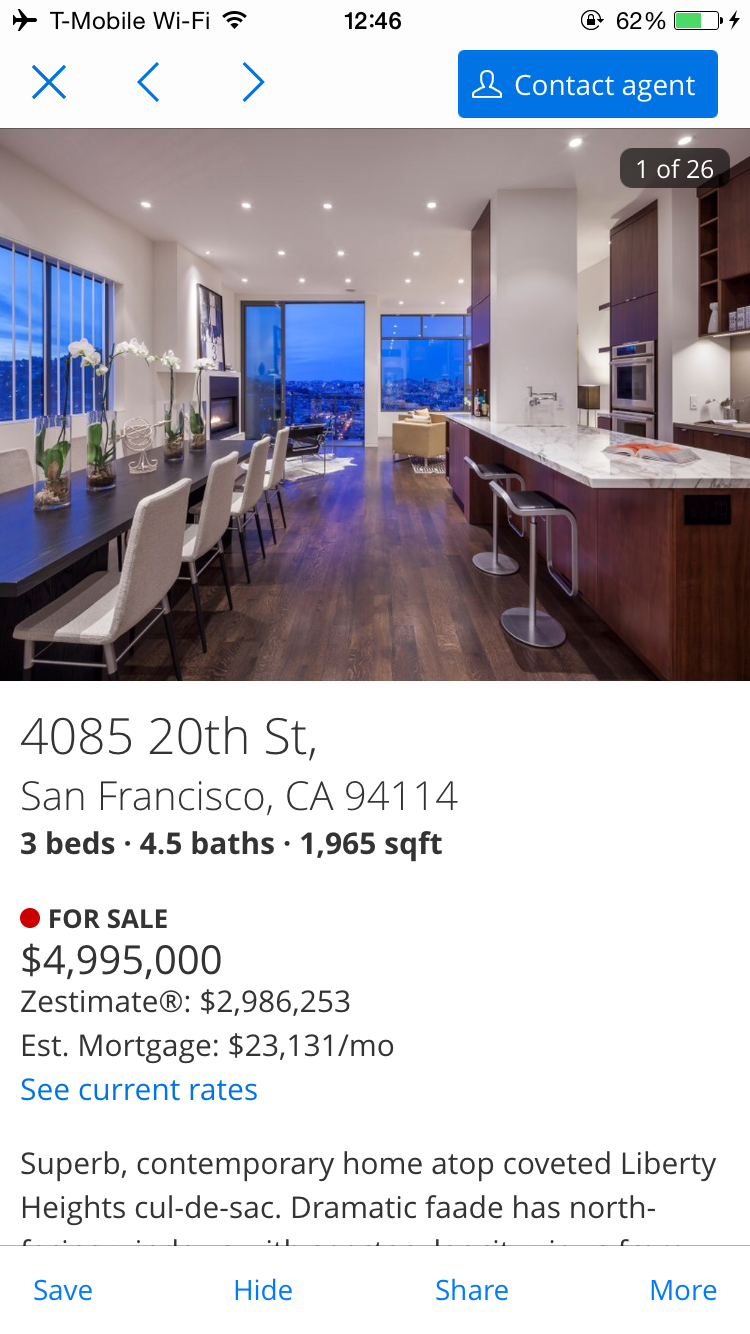 T-Mobile Wi-Fi 12:46 62%
Contact agent
1 of 26
4085 20th St,
San Francisco, CA 94114
3 beds · 4.5 baths · 1,965 sqft
FOR SALE
$4,995,000
Zestimate®: $2,986,253
Est. Mortgage: $23,131/mo
See current rates
Superb, contemporary home atop coveted Liberty
Heights cul-de-sac. Dramatic faade has north-
Save Hide Share More